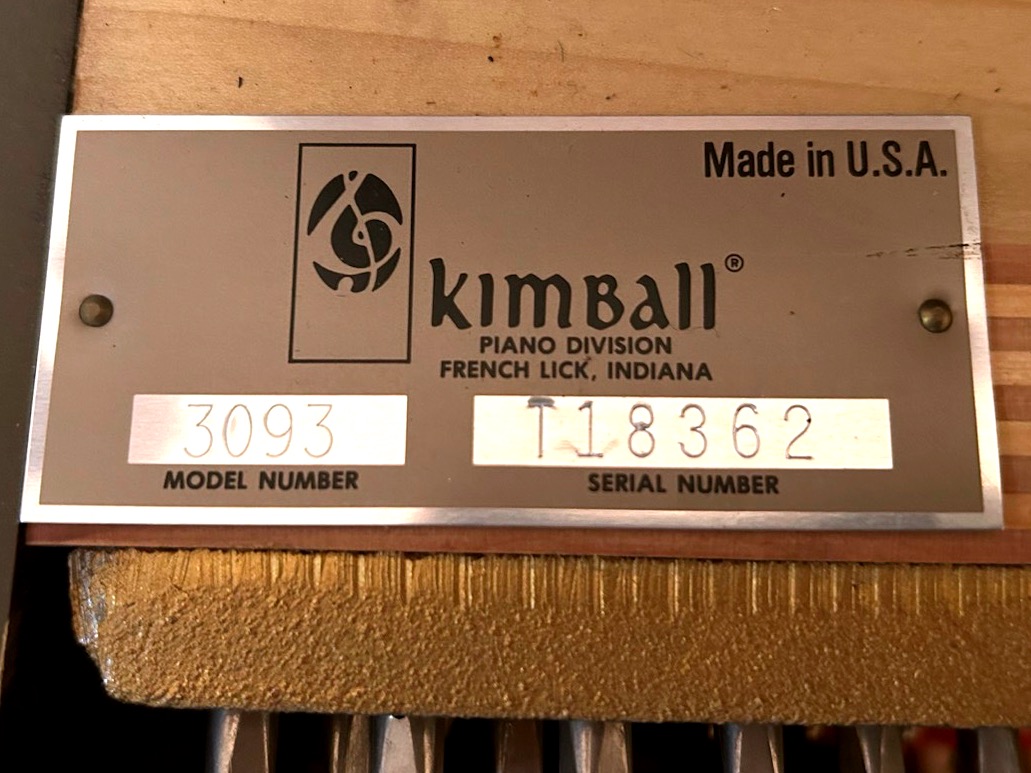 Made in U.S.A.
kimBall®
PIANO DIVISION
FRENCH LICK, INDIANA
3093
MODEL NUMBER
T18362
SERIAL NUMBER